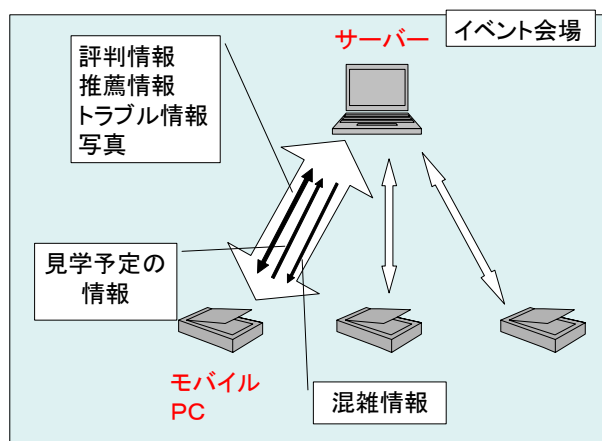 イベント会場
サーバー
評判情報
推薦情報
トラブル情報
写真
見学予定の
情報
モバイル
PC
混雑情報